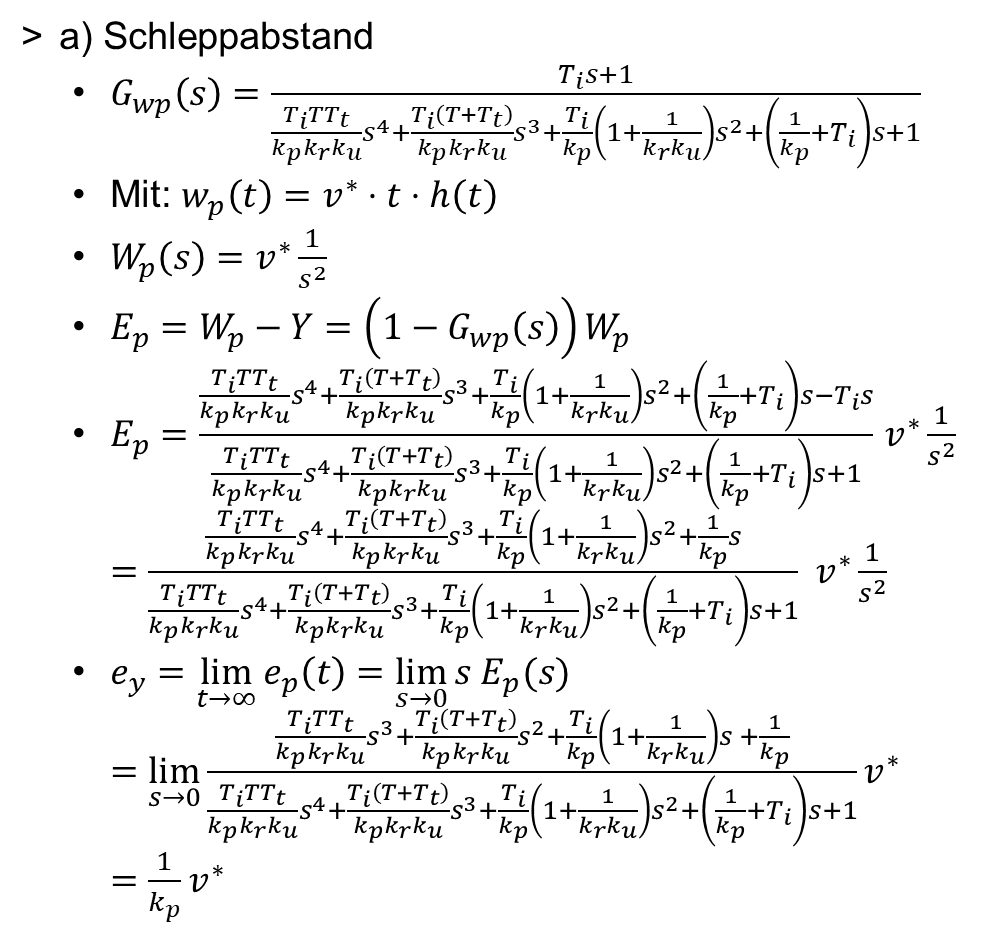 > a) Schleppabstand
• G_{wp}(s) = \frac{T_i s+1}{\frac{T_i T T_t}{k_p k_r k_u}s^4+\frac{T_i(T+T_t)}{k_p k_r k_u}s^3+\frac{T_i}{k_p}\left(1+\frac{1}{k_r k_u}\right)s^2+\left(\frac{1}{k_p}+T_i\right)s+1}
• Mit: w_p(t) = v^* · t · h(t)
• W_p(s) = v^* \frac{1}{s^2}
• E_p = W_p − Y = \left(1 − G_{wp}(s)\right) W_p
• E_p = \frac{\frac{T_i T T_t}{k_p k_r k_u}s^4+\frac{T_i(T+T_t)}{k_p k_r k_u}s^3+\frac{T_i}{k_p}\left(1+\frac{1}{k_r k_u}\right)s^2+\left(\frac{1}{k_p}+T_i\right)s−T_i s}{\frac{T_i T T_t}{k_p k_r k_u}s^4+\frac{T_i(T+T_t)}{k_p k_r k_u}s^3+\frac{T_i}{k_p}\left(1+\frac{1}{k_r k_u}\right)s^2+\left(\frac{1}{k_p}+T_i\right)s+1} v^* \frac{1}{s^2}
= \frac{\frac{T_i T T_t}{k_p k_r k_u}s^4+\frac{T_i(T+T_t)}{k_p k_r k_u}s^3+\frac{T_i}{k_p}\left(1+\frac{1}{k_r k_u}\right)s^2+\frac{1}{k_p}s}{\frac{T_i T T_t}{k_p k_r k_u}s^4+\frac{T_i(T+T_t)}{k_p k_r k_u}s^3+\frac{T_i}{k_p}\left(1+\frac{1}{k_r k_u}\right)s^2+\left(\frac{1}{k_p}+T_i\right)s+1} v^* \frac{1}{s^2}
• e_y = \lim_{t→∞} e_p(t) = \lim_{s→0} s E_p(s)
= \lim_{s→0} \frac{\frac{T_i T T_t}{k_p k_r k_u}s^3+\frac{T_i(T+T_t)}{k_p k_r k_u}s^2+\frac{T_i}{k_p}\left(1+\frac{1}{k_r k_u}\right)s+\frac{1}{k_p}}{\frac{T_i T T_t}{k_p k_r k_u}s^4+\frac{T_i(T+T_t)}{k_p k_r k_u}s^3+\frac{T_i}{k_p}\left(1+\frac{1}{k_r k_u}\right)s^2+\left(\frac{1}{k_p}+T_i\right)s+1} v^*
= \frac{1}{k_p} v^*